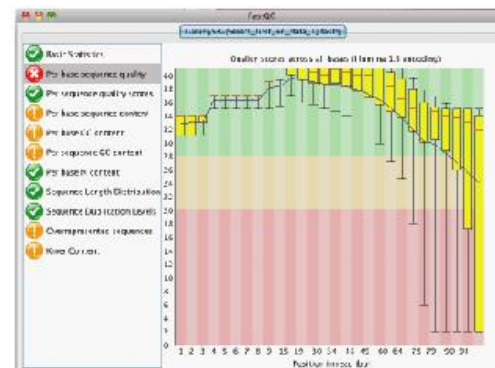 FastQC
Basic Statistics
Per base sequence quality
Per sequence quality scores
Per base sequence content
Per base GC content
Per sequence GC content
Per base N content
Sequence Length Distribution
Sequence Duplication Levels
Overrepresented sequences
Kmer Content
Quality scores across all bases (Illumina 1.5 encoding)
40
38
36
34
32
30
28
26
24
22
20
18
16
14
12
10
8
6
4
2
0
1 2 3 4 5 6 7 8 9
Position in read (bp)